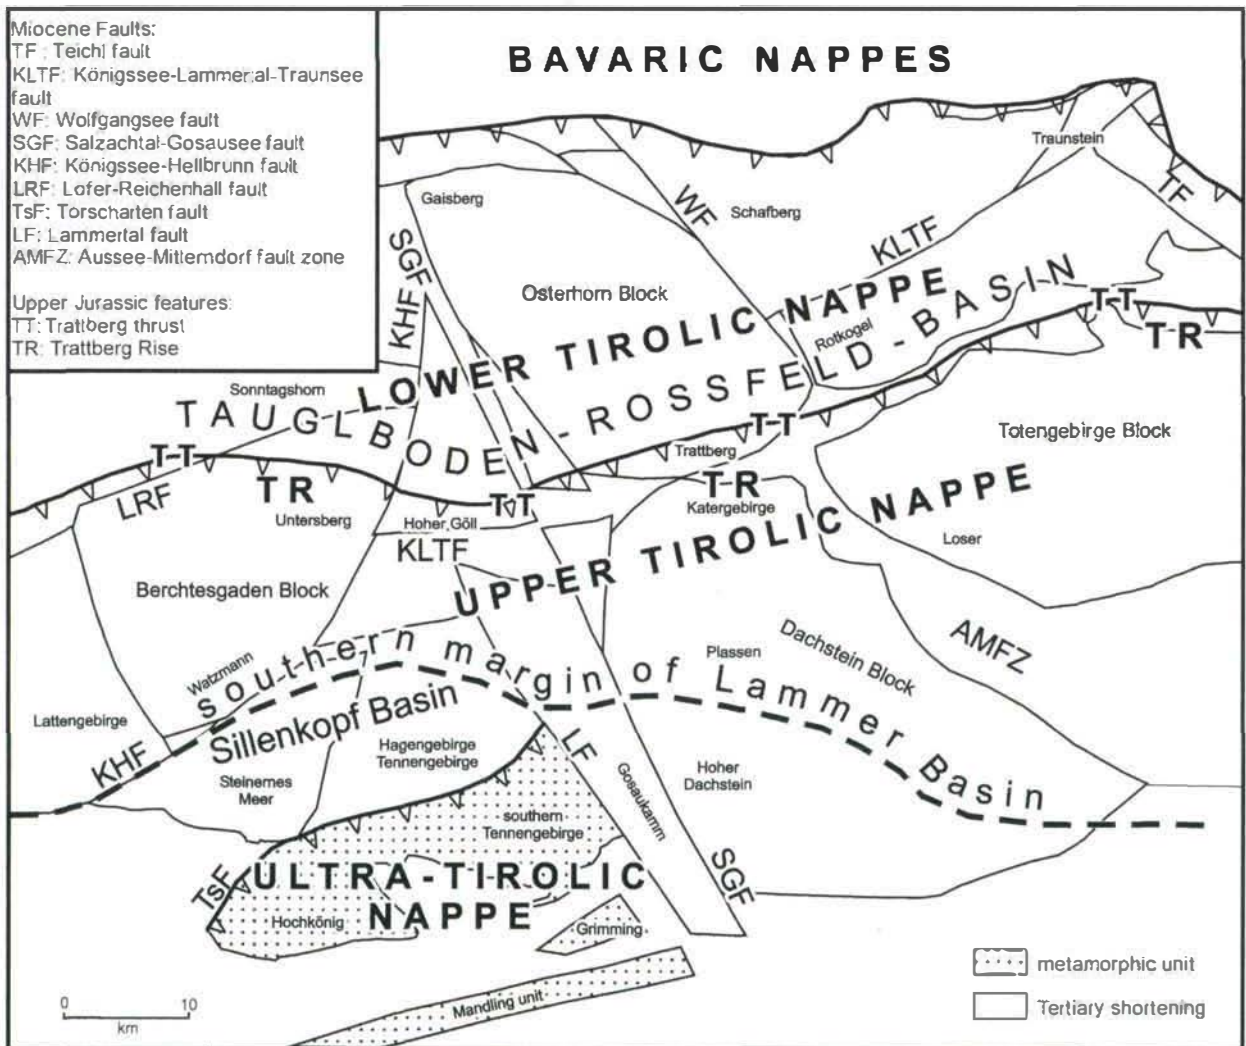 Miocene Faults:
TF : Teichl fault
KLTF: Königssee-Lammertal-Traunsee
fault
WF: Wolfgangsee fault
SGF: Salzachtal-Gosausee fault
KHF: Königssee-Hellbrunn fault
LRF: Lofer-Reichenhall fault
TsF: Torscharten fault
LF: Lammertal fault
AMFZ: Aussee-Mitterndorf fault zone
Upper Jurassic features:
TT: Trattberg thrust
TR: Trattberg Rise
BAVARIC NAPPES
Traunstein
TF
Gaisberg
WF
Schafberg
KLTF
SGF
KHF
Osterhorn Block
LOWER TIROLIC NAPPE
Rotkogel
TT
TR
Sonntagshorn
TAUGLBODEN-ROSSFELD-BASIN
TT
TT
Trattberg
Totengebirge Block
LRF
TR
Untersberg
TT
Hoher Göll
KLTF
TR
Katergebirge
Loser
UPPER TIROLIC NAPPE
Berchtesgaden Block
AMFZ
Watzmann
southern margin of Lammer Basin
Plassen
Dachstein Block
Lattengebirge
KHF
Sillenkopf Basin
Hagengebirge
Tennengebirge
LF
Steinernes
Meer
Gosaukamm
Hoher
Dachstein
southern
Tennengebirge
TsF
ULTRA-TIROLIC
NAPPE
SGF
Hochkönig
Grimming
Mandling unit
0 10
km
metamorphic unit
Tertiary shortening